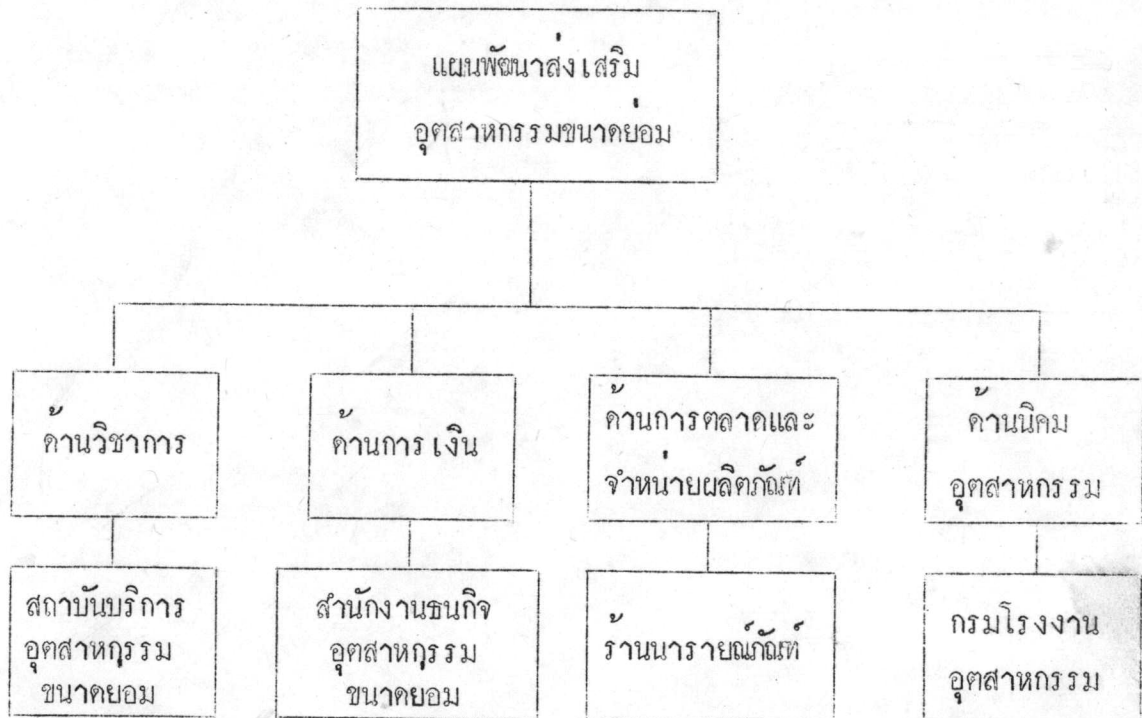 แผนพัฒนาส่งเสริม
อุตสาหกรรมขนาดย่อม
ด้านวิชาการ
ด้านการเงิน
ด้านการตลาดและ
จำหน่ายผลิตภัณฑ์
ด้านนิคม
อุตสาหกรรม
สถาบันบริการ
อุตสาหกรรม
ขนาดย่อม
สำนักงานธนกิจ
อุตสาหกรรม
ขนาดย่อม
ร้านนารายณ์ภัณฑ์
กรมโรงงาน
อุตสาหกรรม